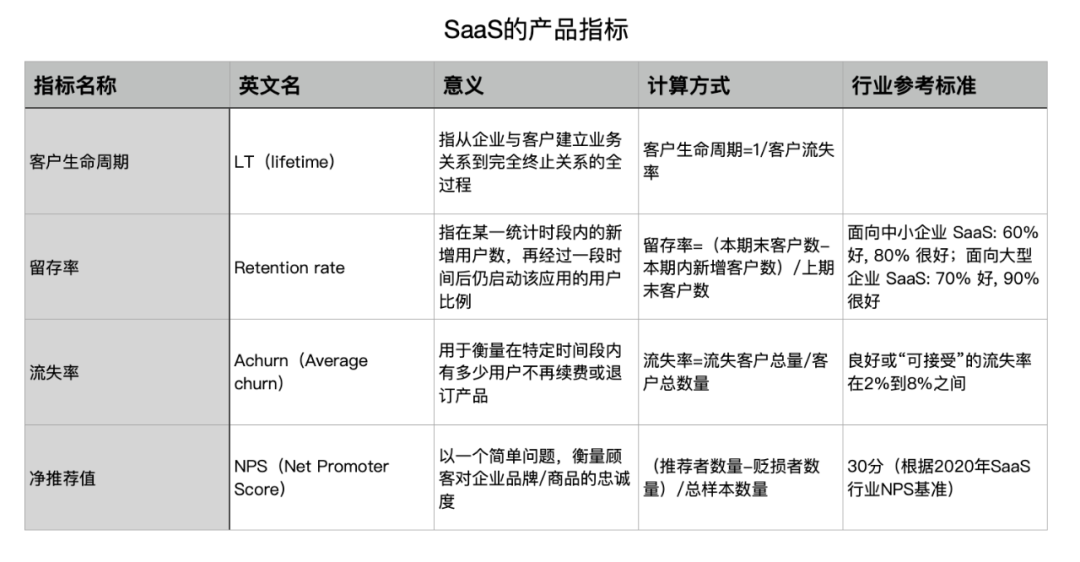 SaaS的产品指标
指标名称
英文名
意义
计算方式
行业参考标准
客户生命周期
LT（lifetime）
指从企业与客户建立业务
关系到完全终止关系的全
过程
客户生命周期=1/客户流失
率
留存率
Retention rate
指在某一统计时段内的新
增用户数，再经过一段时
间后仍启动该应用的用户
比例
留存率=（本期末客户数-
本期内新增客户数）/上期
末客户数
面向中小企业 SaaS: 60%
好, 80% 很好；面向大型
企业 SaaS: 70% 好, 90%
很好
流失率
Achurn（Average
churn）
用于衡量在特定时间段内
有多少用户不再续费或退
订产品
流失率=流失客户总量/客
户总数量
良好或“可接受”的流失率
在2%到8%之间
净推荐值
NPS（Net Promoter
Score）
以一个简单问题，衡量顾
客对企业品牌/商品的忠诚
度
（推荐者数量-贬损者数
量）/总样本数量
30分（根据2020年SaaS
行业NPS基准）